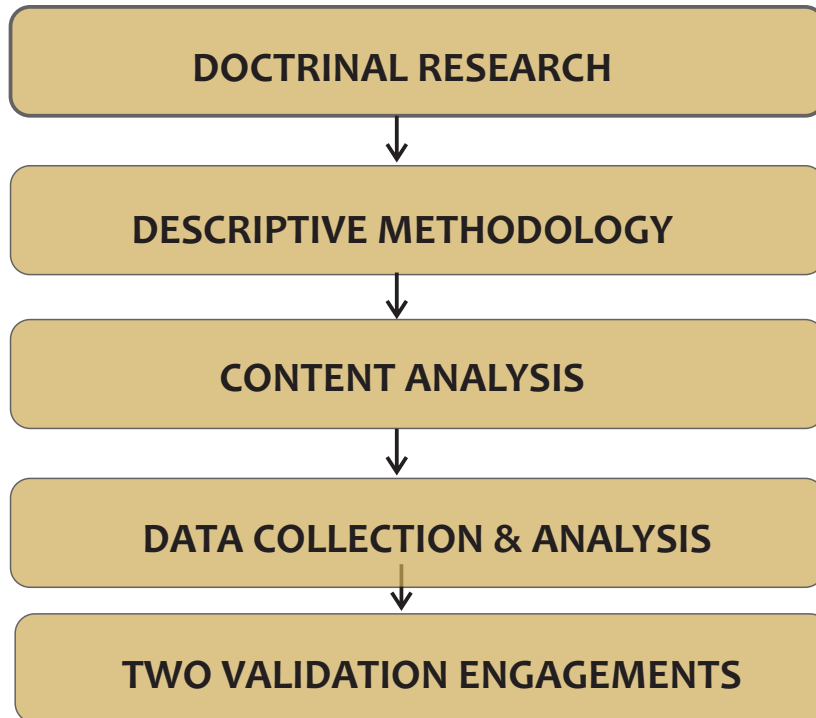 DOCTRINAL RESEARCH
DESCRIPTIVE METHODOLOGY
CONTENT ANALYSIS
DATA COLLECTION & ANALYSIS
TWO VALIDATION ENGAGEMENTS